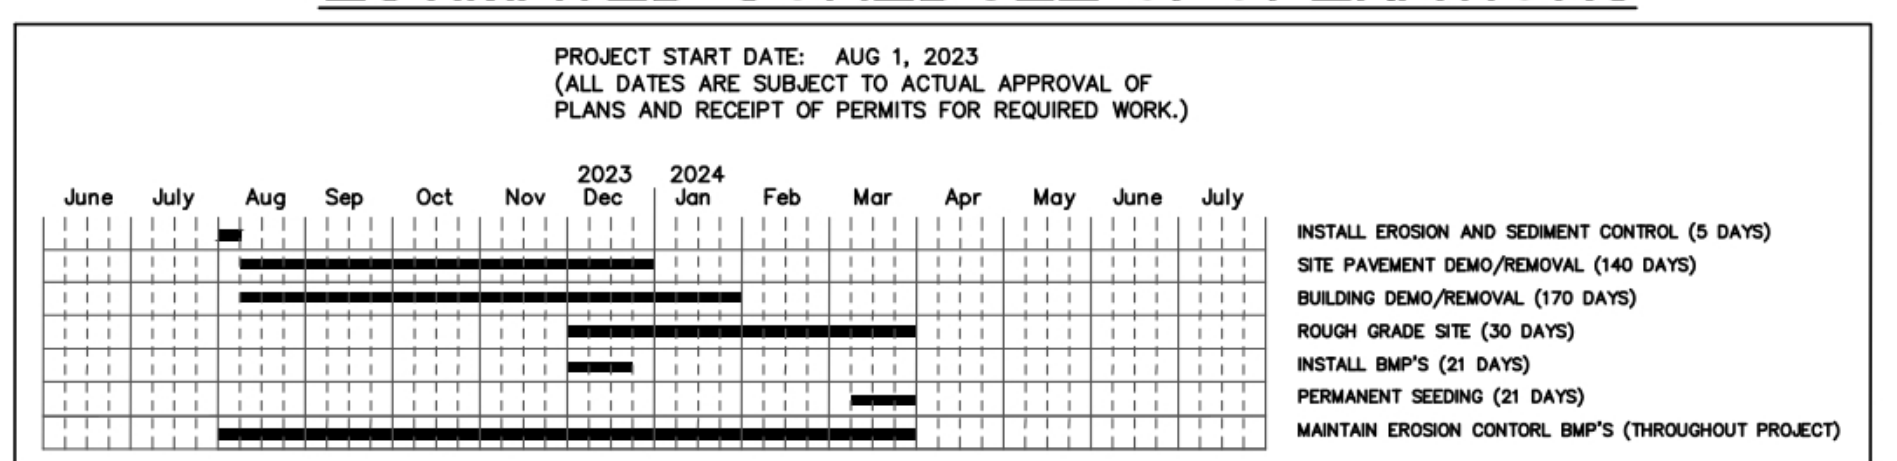 PROJECT START DATE: AUG 1, 2023
(ALL DATES ARE SUBJECT TO ACTUAL APPROVAL OF
PLANS AND RECEIPT OF PERMITS FOR REQUIRED WORK.)
2023 2024
June July Aug Sep Oct Nov Dec Jan Feb Mar Apr May June July
INSTALL EROSION AND SEDIMENT CONTROL (5 DAYS)
SITE PAVEMENT DEMO/REMOVAL (140 DAYS)
BUILDING DEMO/REMOVAL (170 DAYS)
ROUGH GRADE SITE (30 DAYS)
INSTALL BMP'S (21 DAYS)
PERMANENT SEEDING (21 DAYS)
MAINTAIN EROSION CONTORL BMP'S (THROUGHOUT PROJECT)